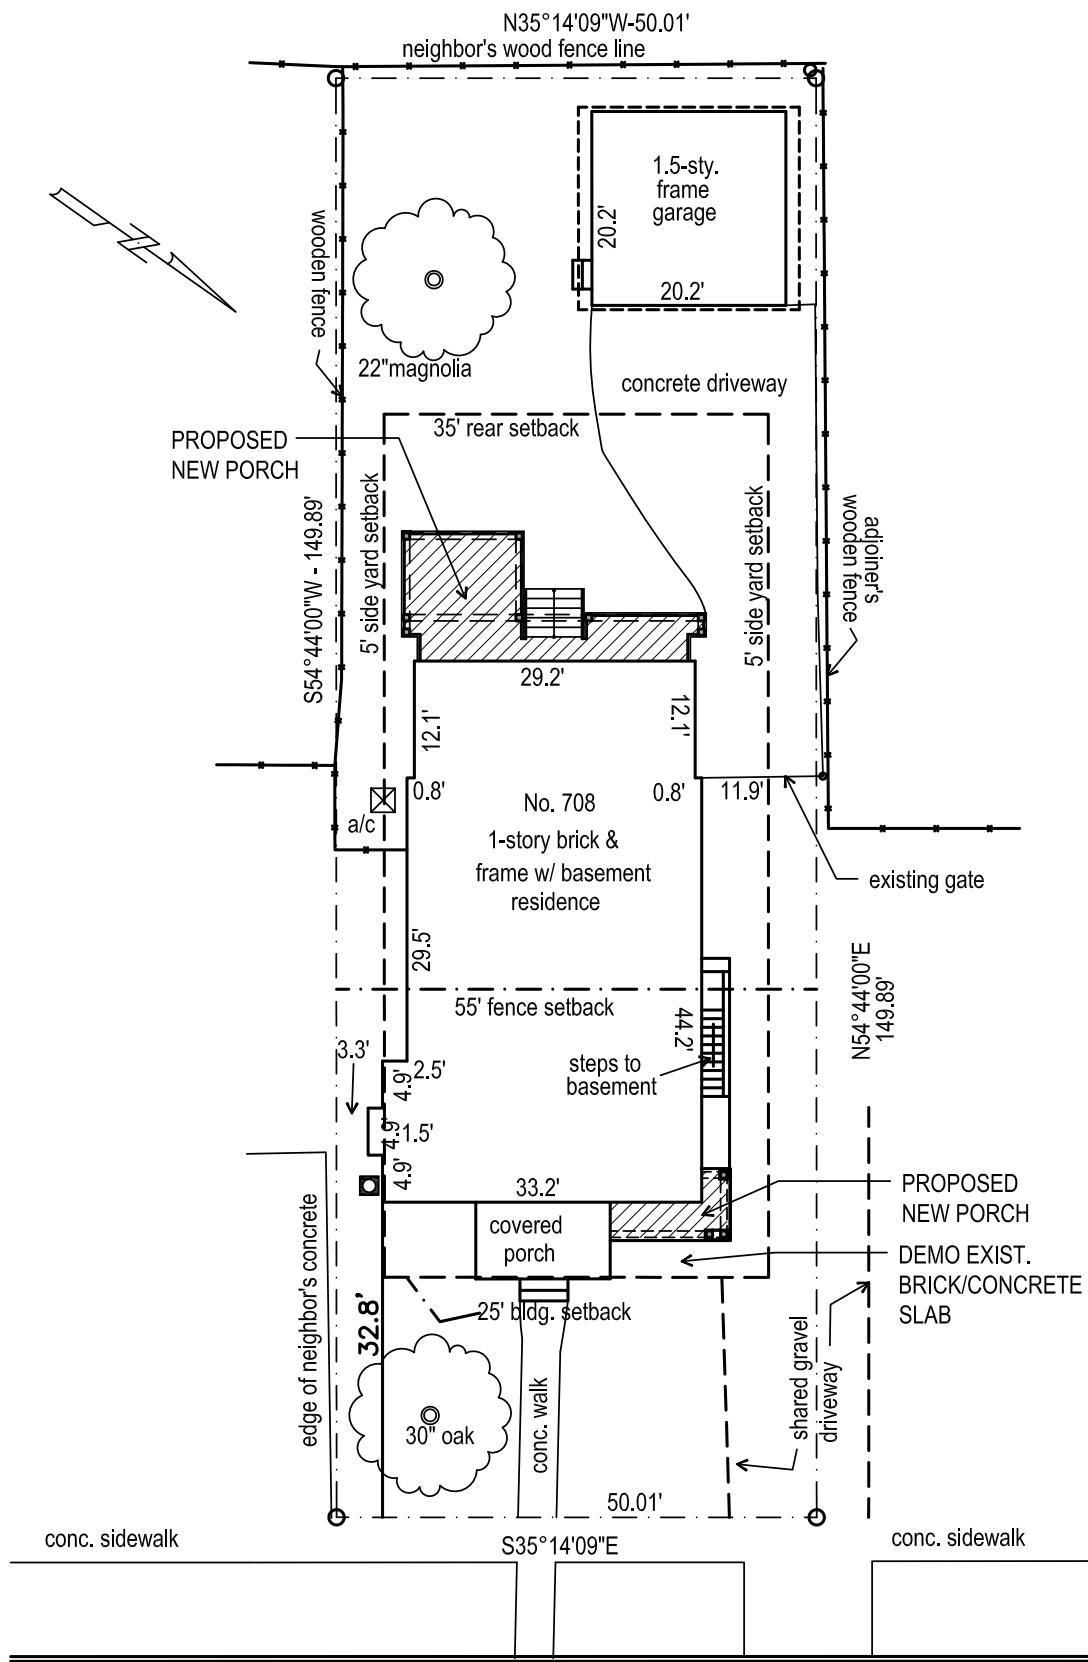 N35°14'09"W-50.01'
neighbor's wood fence line
1.5-sty.
frame
garage
20.2'
20.2'
wooden fence
22"magnolia
concrete driveway
35' rear setback
PROPOSED
NEW PORCH
S54°44'00"W - 149.89'
5' side yard setback
5' side yard setback
adjoiner's
wooden fence
29.2'
12.1'
12.1'
0.8'
0.8'
11.9'
No. 708
1-story brick &
frame w/ basement
residence
a/c
existing gate
29.5'
55' fence setback
44.2'
N54°44'00"E
149.89'
steps to
basement
3.3'
2.5'
4.9'
4.9'
1.5'
4.9'
33.2'
covered
porch
PROPOSED
NEW PORCH
DEMO EXIST.
BRICK/CONCRETE
SLAB
25' bldg. setback
32.8'
edge of neighbor's concrete
30" oak
conc. walk
shared gravel
driveway
50.01'
S35°14'09"E
conc. sidewalk
conc. sidewalk